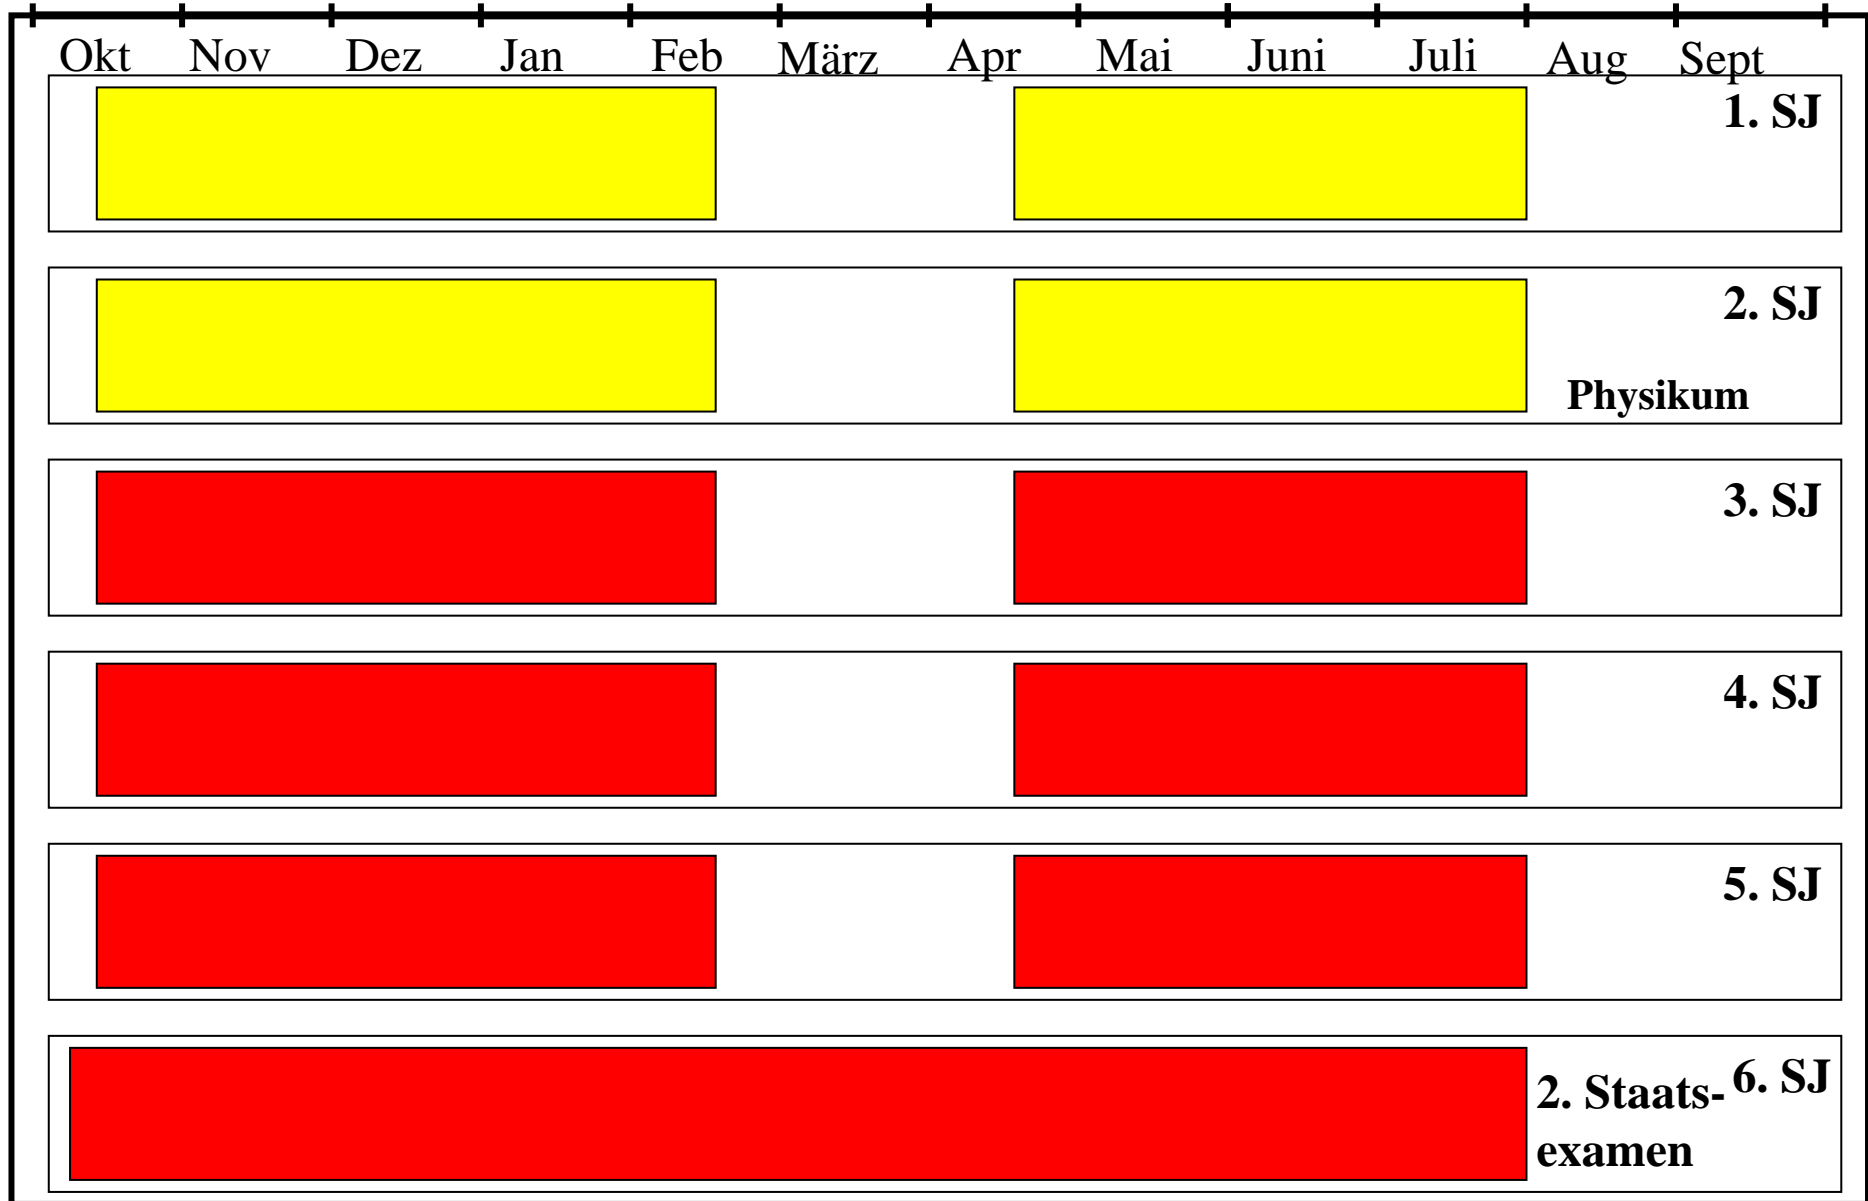 Okt Nov Dez Jan Feb März Apr Mai Juni Juli Aug Sept
1. SJ
2. SJ
Physikum
3. SJ
4. SJ
5. SJ
6. SJ
2. Staats-
examen